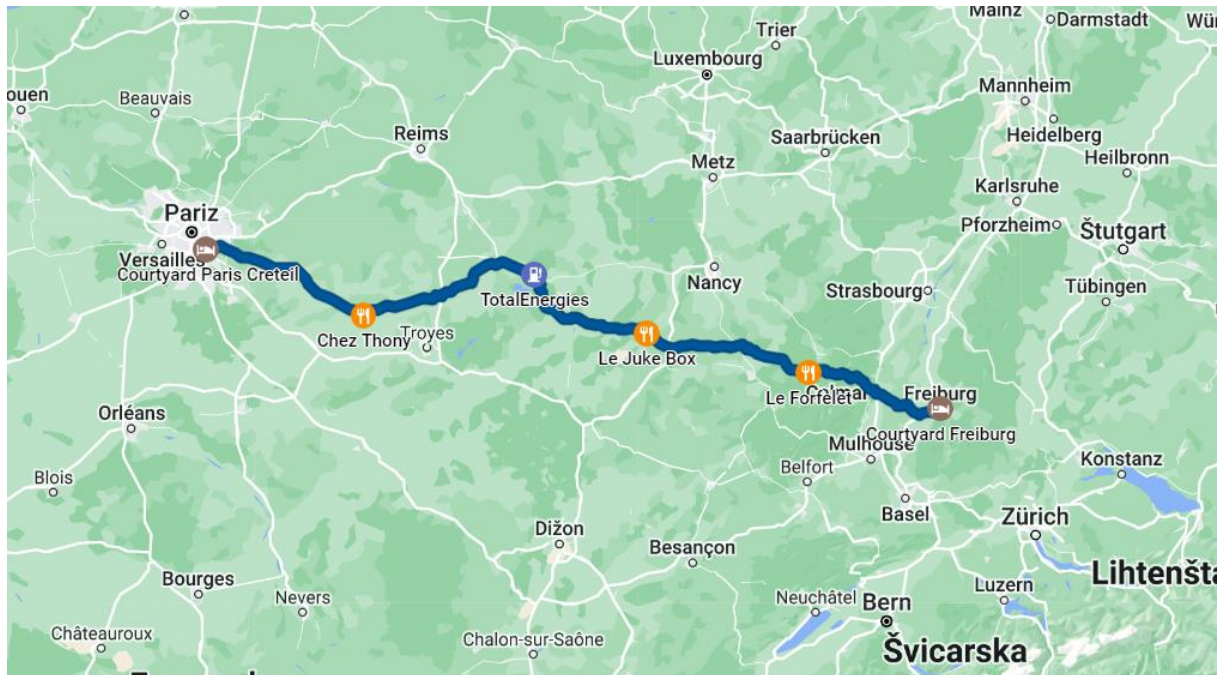 Mainz
Darmstadt
Trier
Luxembourg
Mannheim
Beauvais
Reims
Saarbrücken
Heidelberg
Heilbronn
Metz
Karlsruhe
Pariz
Pforzheim
Štutgart
Versailles
Courtyard Paris Creteil
Nancy
Strasbourg
Tübingen
TotalEnergies
Chez Thony
Troyes
Le Juke Box
Le Forfelet
Colmar
Freiburg
Courtyard Freiburg
Orléans
Mulhouse
Belfort
Konstanz
Blois
Basel
Zürich
Dižon
Besançon
Lihtenšta
Bourges
Nevers
Neuchâtel
Bern
Luzern
Châteauroux
Chalon-sur-Saône
Švicarska